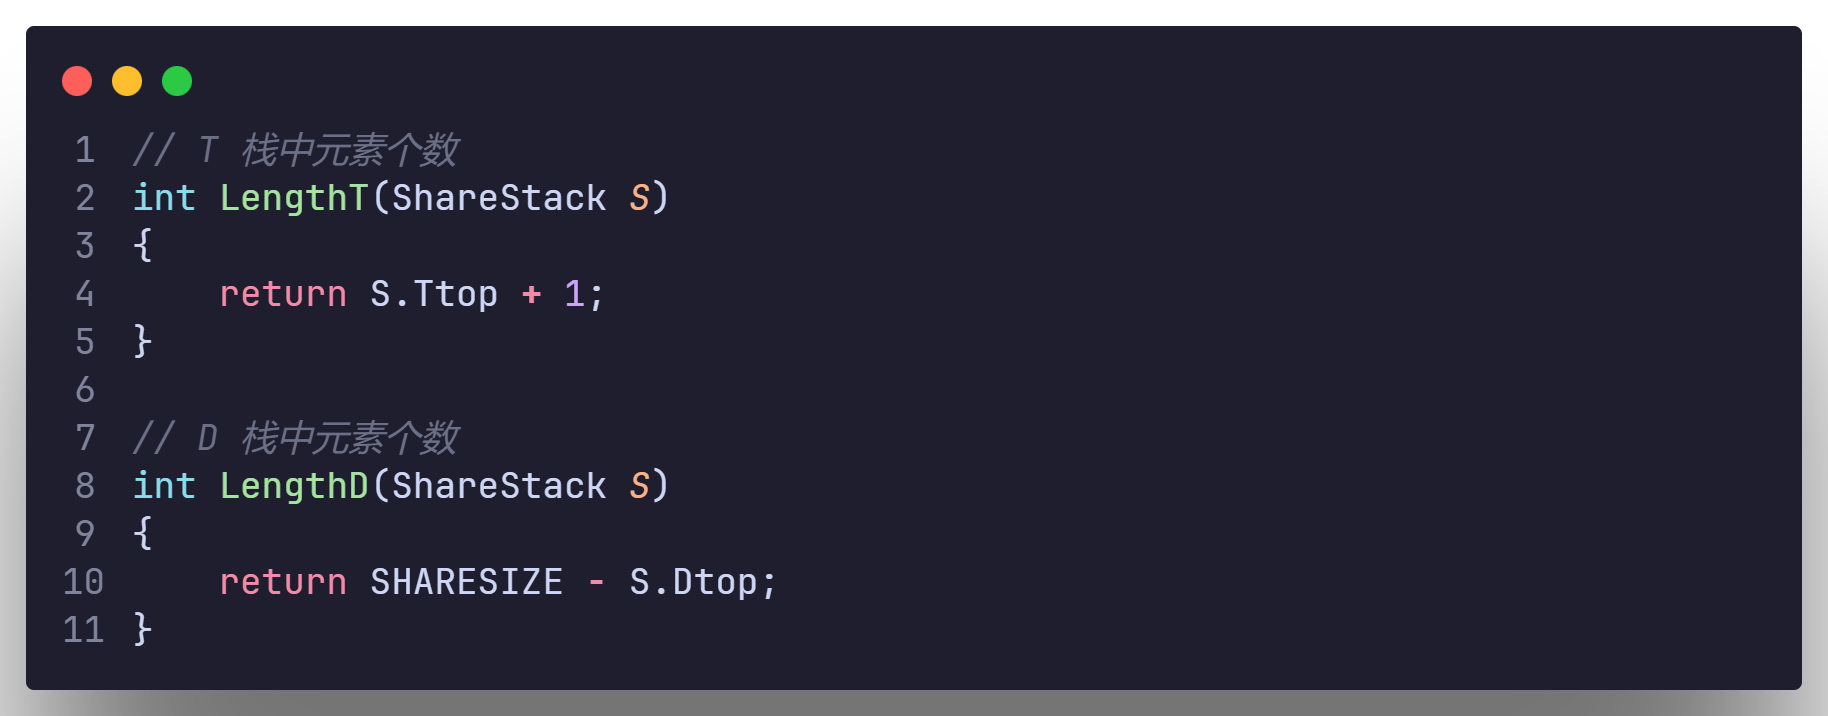 1 // T 栈中元素个数
2 int LengthT(ShareStack S)
3 {
4     return S.Ttop + 1;
5 }
6
7 // D 栈中元素个数
8 int LengthD(ShareStack S)
9 {
10     return SHARESIZE - S.Dtop;
11 }